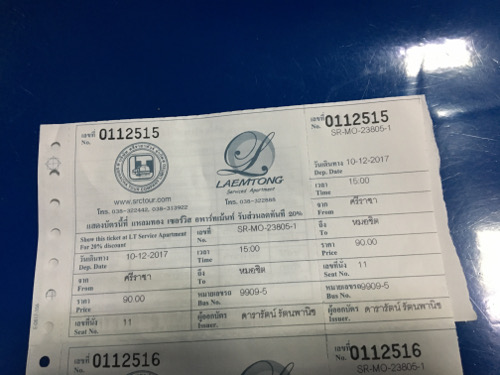 เลขที่ No. 0112515
LAEMTONG
Serviced Apartment
www.srctour.com
โทร. 038-322443, 038-313922 โทร. 038-322888
แสดงบัตรนี้ที่ แหลมทอง เซอร์วิส อพาร์ทเม้นท์ รับส่วนลดทันที 20%
Show this ticket at LT Service Apartment For 20% discount เลขที่ No. SR-MO-23805-1
วันเดินทาง Dep. Date 10-12-2017 เวลา Time 15:00
จาก From ศรีราชา ถึง To หมอชิต
ราคา Price 90.00 หมายเลขรถ Bus No. 9909-5
เลขที่นั่ง Seat No. 11 ผู้ออกบัตร Issuer. ดารารัตน์ รัตนพานิช
เลขที่ No. 0112515
SR-MO-23805-1
วันเดินทาง Dep. Date 10-12-2017
เวลา Time 15:00
จาก From ศรีราชา
ถึง To หมอชิต
ราคา Price 90.00
เลขที่นั่ง Seat No. 11
หมายเลขรถ Bus No. 9909-5
ผู้ออกบัตร Issuer. ดารารัตน์ รัตนพานิช
เลขที่ No. 0112516
เลขที่ No. 0112516
SR-MO-23805-1